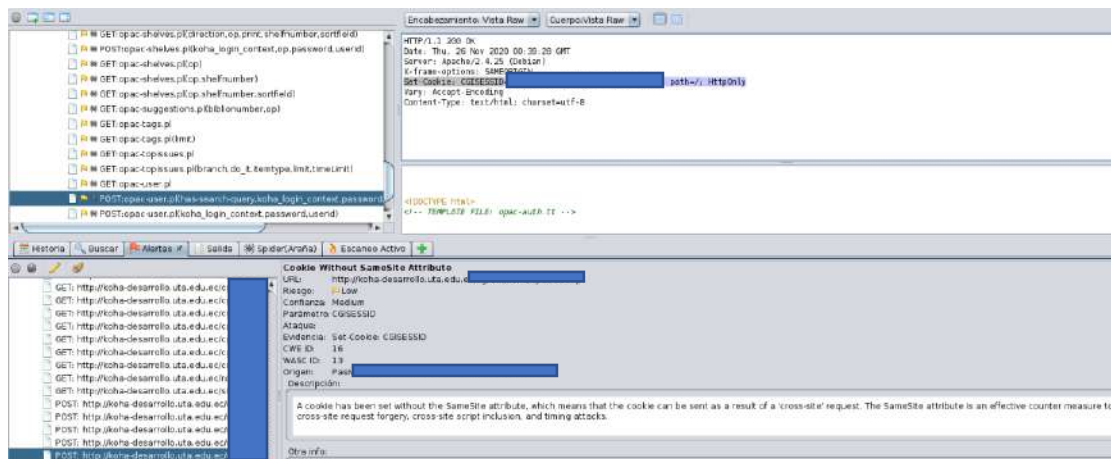 Encabezamiento: Vista Raw
Cuerpo:Vista Raw
GET:opac-shelves.pl(direction,op,print,shelfnumber,sortfield)
POST:opac-shelves.pl(koha_login_context,op,password,userid)
GET:opac-shelves.pl(op)
GET:opac-shelves.pl(op,shelfnumber)
GET:opac-shelves.pl(op,shelfnumber,sortfield)
GET:opac-suggestions.pl(biblionumber,op)
GET:opac-tags.pl
GET:opac-tags.pl(limit)
GET:opac-topissues.pl
GET:opac-topissues.pl(branch,do_it,itemtype,limit,timeLimit)
GET:opac-user.pl
POST:opac-user.pl(has-search-query,koha_login_context,password
POST:opac-user.pl(koha_login_context,password,userid)
HTTP/1.1 200 OK
Date: Thu, 26 Nov 2020 00:39:28 GMT
Server: Apache/2.4.25 (Debian)
X-frame-options: SAMEORIGIN
Set-Cookie: CGISESSID
path=/; HttpOnly
Vary: Accept-Encoding
Content-Type: text/html; charset=utf-8
<!DOCTYPE html>
<!-- TEMPLATE FILE: opac-auth.tt -->
Historia
Buscar
Alertas
Salida
Spider(Araña)
Escaneo Activo
GET: http://koha-desarrollo.uta.edu.ec/c
GET: http://koha-desarrollo.uta.edu.ec/c
GET: http://koha-desarrollo.uta.edu.ec/c
GET: http://koha-desarrollo.uta.edu.ec/c
GET: http://koha-desarrollo.uta.edu.ec/c
GET: http://koha-desarrollo.uta.edu.ec/c
GET: http://koha-desarrollo.uta.edu.ec/c
GET: http://koha-desarrollo.uta.edu.ec/
GET: http://koha-desarrollo.uta.edu.ec/
POST: http://koha-desarrollo.uta.edu.ec/
POST: http://koha-desarrollo.uta.edu.ec/
POST: http://koha-desarrollo.uta.edu.ec/
POST: http://koha-desarrollo.uta.edu.ec/
POST: http://koha-desarrollo.uta.edu.ec/
Cookie Without SameSite Attribute
URL: http://koha-desarrollo.uta.edu.e
Riesgo: Low
Confianza: Medium
Parámetro: CGISESSID
Ataque:
Evidencia: Set-Cookie: CGISESSID
CWE ID: 16
WASC ID: 13
Origen:
Descripción:
A cookie has been set without the SameSite attribute, which means that the cookie can be sent as a result of a 'cross-site' request. The SameSite attribute is an effective counter measure to
cross-site request forgery, cross-site script inclusion, and timing attacks.
Otra info: